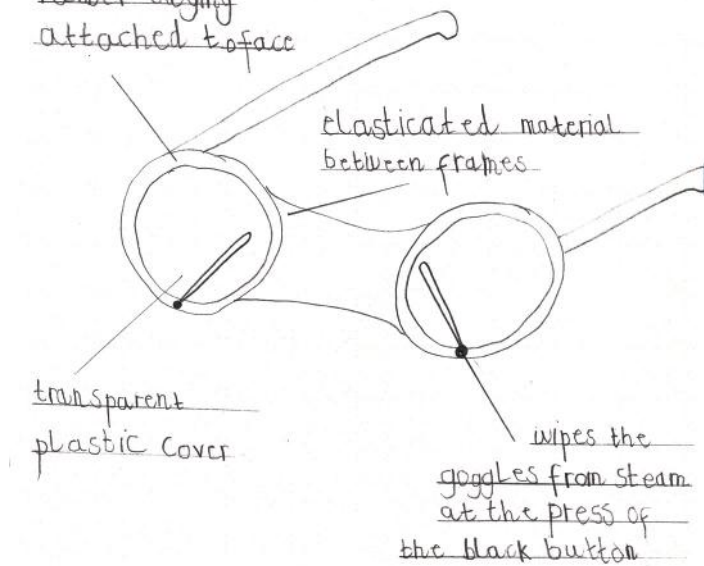 attached to face
elasticated material
between frames
transparent
plastic cover
wipes the
goggles from steam
at the press of
the black button